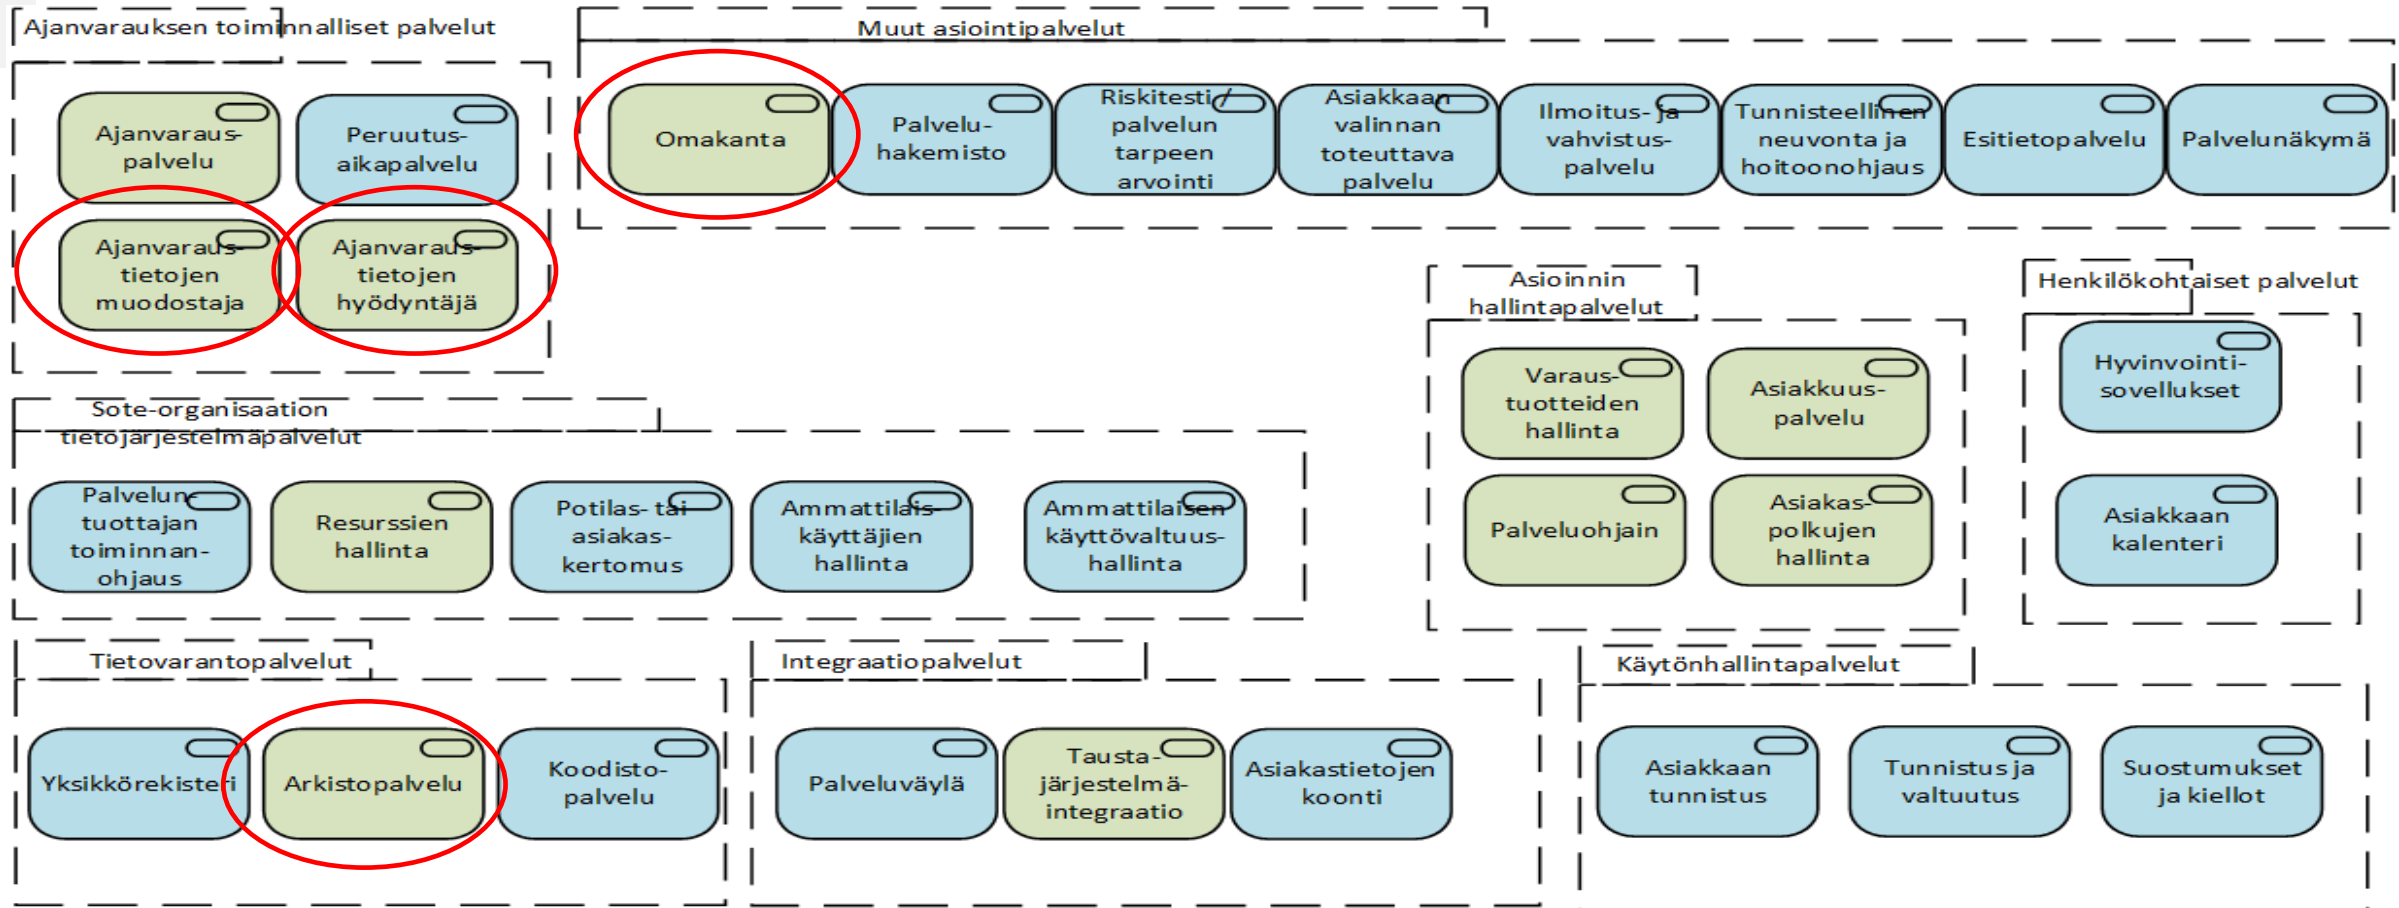 Ajanvarauksen toiminnalliset palvelut
Ajanvaraus-
palvelu
Peruutus-
aikapalvelu
Ajanvaraus-
tietojen
muodostaja
Ajanvaraus-
tietojen
hyödyntäjä
Muut asiointipalvelut
Omakanta
Palvelu-
hakemisto
Riskitesti /
palvelun
tarpeen
arvointi
Asiakkaan
valinnan
toteuttava
palvelu
Ilmoitus- ja
vahvistus-
palvelu
Tunnisteellinen
neuvonta ja
hoitoonohjaus
Esitietopalvelu
Palvelunäkymä
Asioinnin
hallintapalvelut
Varaus-
tuotteiden
hallinta
Asiakkuus-
palvelu
Palveluohjain
Asiakas-
polkujen
hallinta
Henkilökohtaiset palvelut
Hyvinvointi-
sovellukset
Asiakkaan
kalenteri
Sote-organisaation
tietojärjestelmäpalvelut
Palvelun-
tuottajan
toiminnan-
ohjaus
Resurssien
hallinta
Potilas- tai
asiakas-
kertomus
Ammattilais-
käyttäjien
hallinta
Ammattilaisen
käyttövaltuus-
hallinta
Tietovarantopalvelut
Yksikkörekisteri
Arkistopalvelu
Koodisto-
palvelu
Integraatiopalvelut
Palveluväylä
Tausta-
järjestelmä-
integraatio
Asiakastietojen
koonti
Käytönhallintapalvelut
Asiakkaan
tunnistus
Tunnistus ja
valtuutus
Suostumukset
ja kiellot